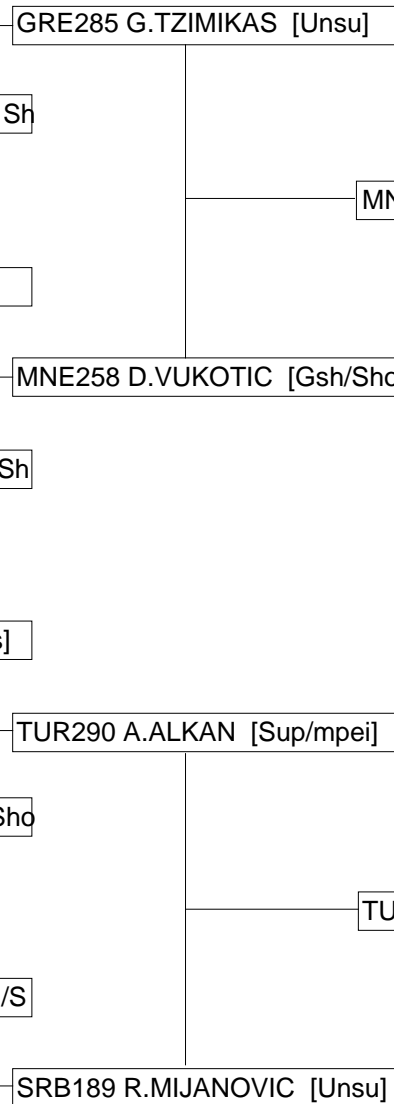 GRE285 G.TZIMIKAS [Unsu]
Sh
MN
MNE258 D.VUKOTIC [Gsh/Sho
Sh
s]
TUR290 A.ALKAN [Sup/mpei]
Sho
TU
/S
SRB189 R.MIJANOVIC [Unsu]